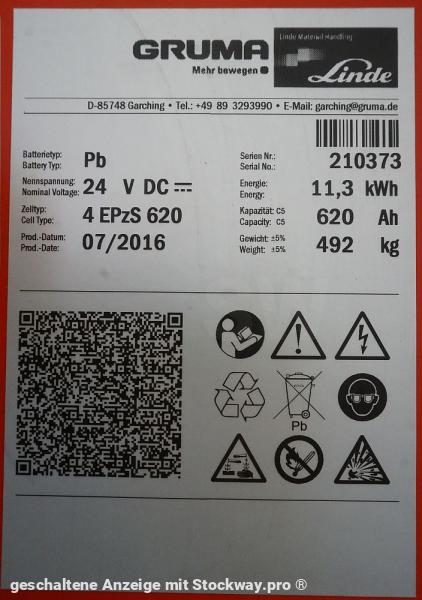 GRUMA
Mehr bewegen
Linde Material Handling
Linde
D-85748 Garching • Tel.: +49 89 3293990 • E-Mail: garching@gruma.de
Batterietyp:
Battery Typ:
Pb
Serien Nr.:
Serial No.:
210373
Nennspannung:
Nominal Voltage:
24 V DC
Energie:
Energy:
11,3 kWh
Zelltyp:
Cell Type:
4 EPzS 620
Kapazität: C5
Capacity: C5
620 Ah
Prod.-Datum:
Prod.-Date:
07/2016
Gewicht: ±5%
Weight: ±5%
492 kg
Pb
geschaltene Anzeige mit Stockway.pro ®